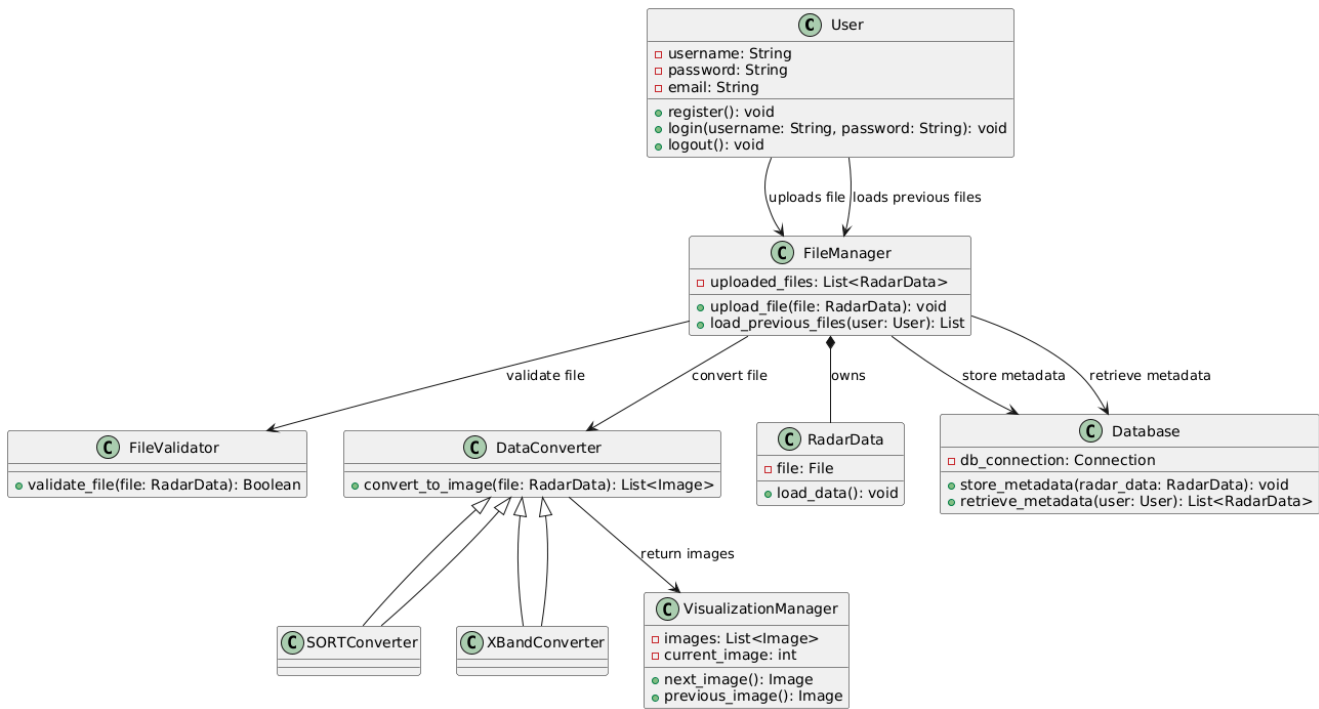 C User
username: String
password: String
email: String
register(): void
login(username: String, password: String): void
logout(): void
uploads file
loads previous files
C FileManager
uploaded_files: List<RadarData>
upload_file(file: RadarData): void
load_previous_files(user: User): List
validate file
convert file
owns
store metadata
retrieve metadata
C FileValidator
validate_file(file: RadarData): Boolean
C DataConverter
convert_to_image(file: RadarData): List<Image>
C RadarData
file: File
load_data(): void
C Database
db_connection: Connection
store_metadata(radar_data: RadarData): void
retrieve_metadata(user: User): List<RadarData>
return images
C SORTConverter
C XBandConverter
C VisualizationManager
images: List<Image>
current_image: int
next_image(): Image
previous_image(): Image